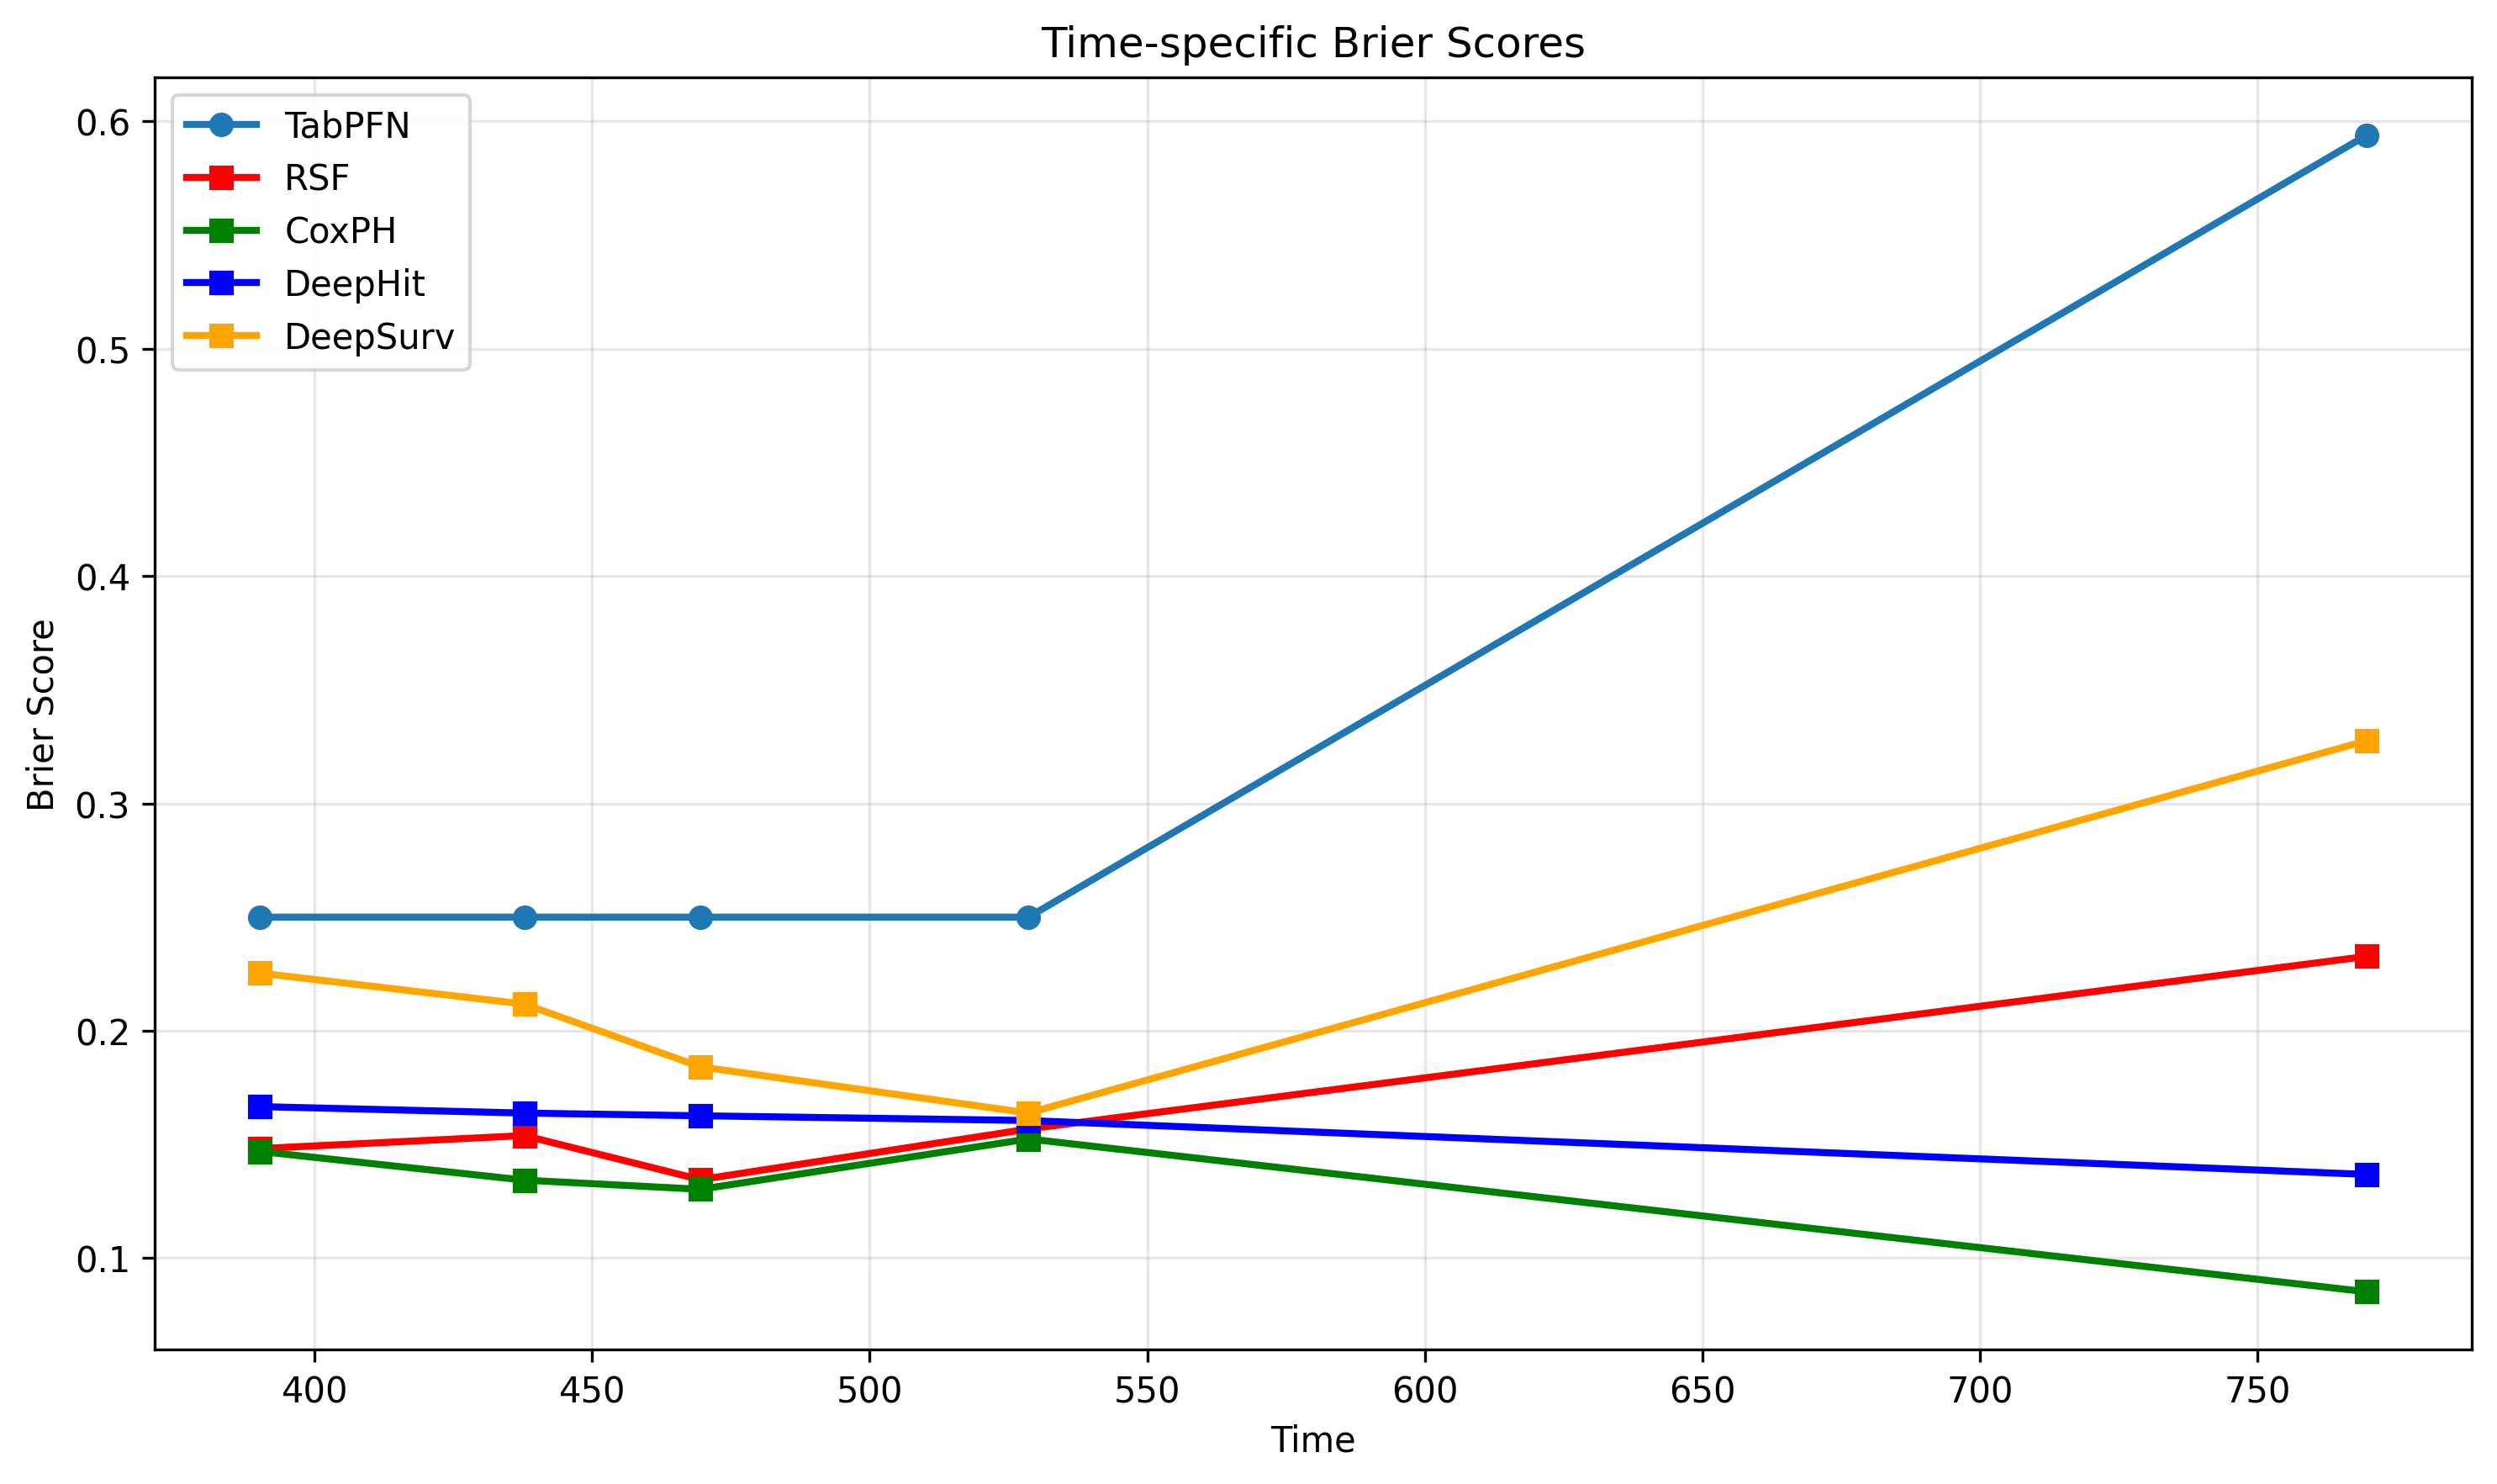 Time-specific Brier Scores
TabPFN
RSF
CoxPH
DeepHit
DeepSurv
Brier Score
0.6
0.5
0.4
0.3
0.2
0.1
400 450 500 550 600 650 700 750
Time